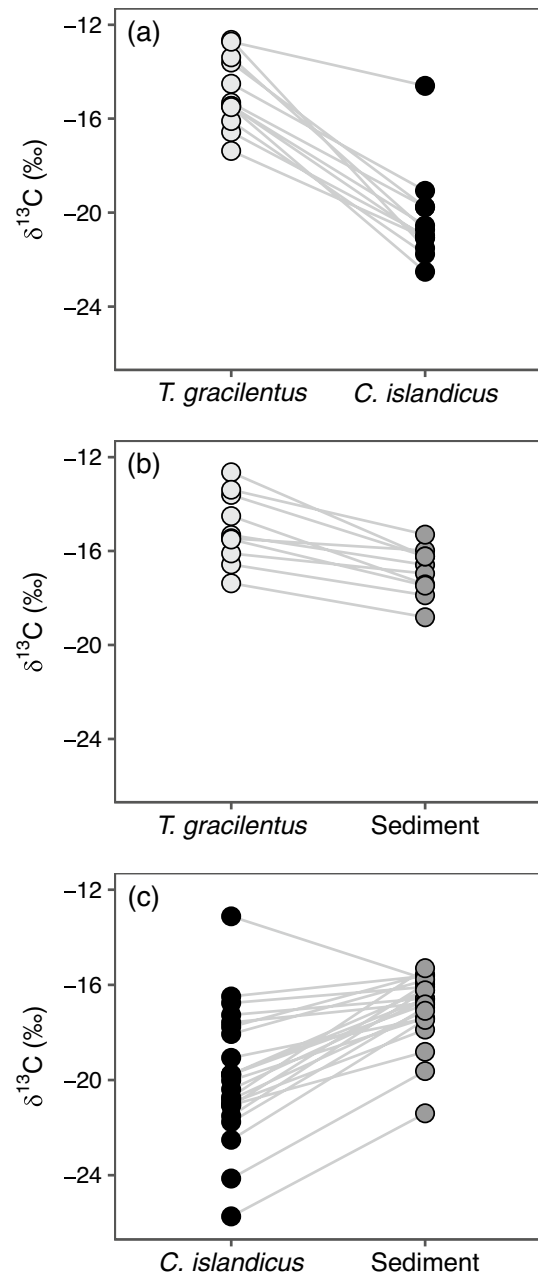 (a)
−12
−16
−20
−24
δ13C (‰)
T. gracilentus C. islandicus
(b)
−12
−16
−20
−24
δ13C (‰)
T. gracilentus Sediment
(c)
−12
−16
−20
−24
δ13C (‰)
C. islandicus Sediment